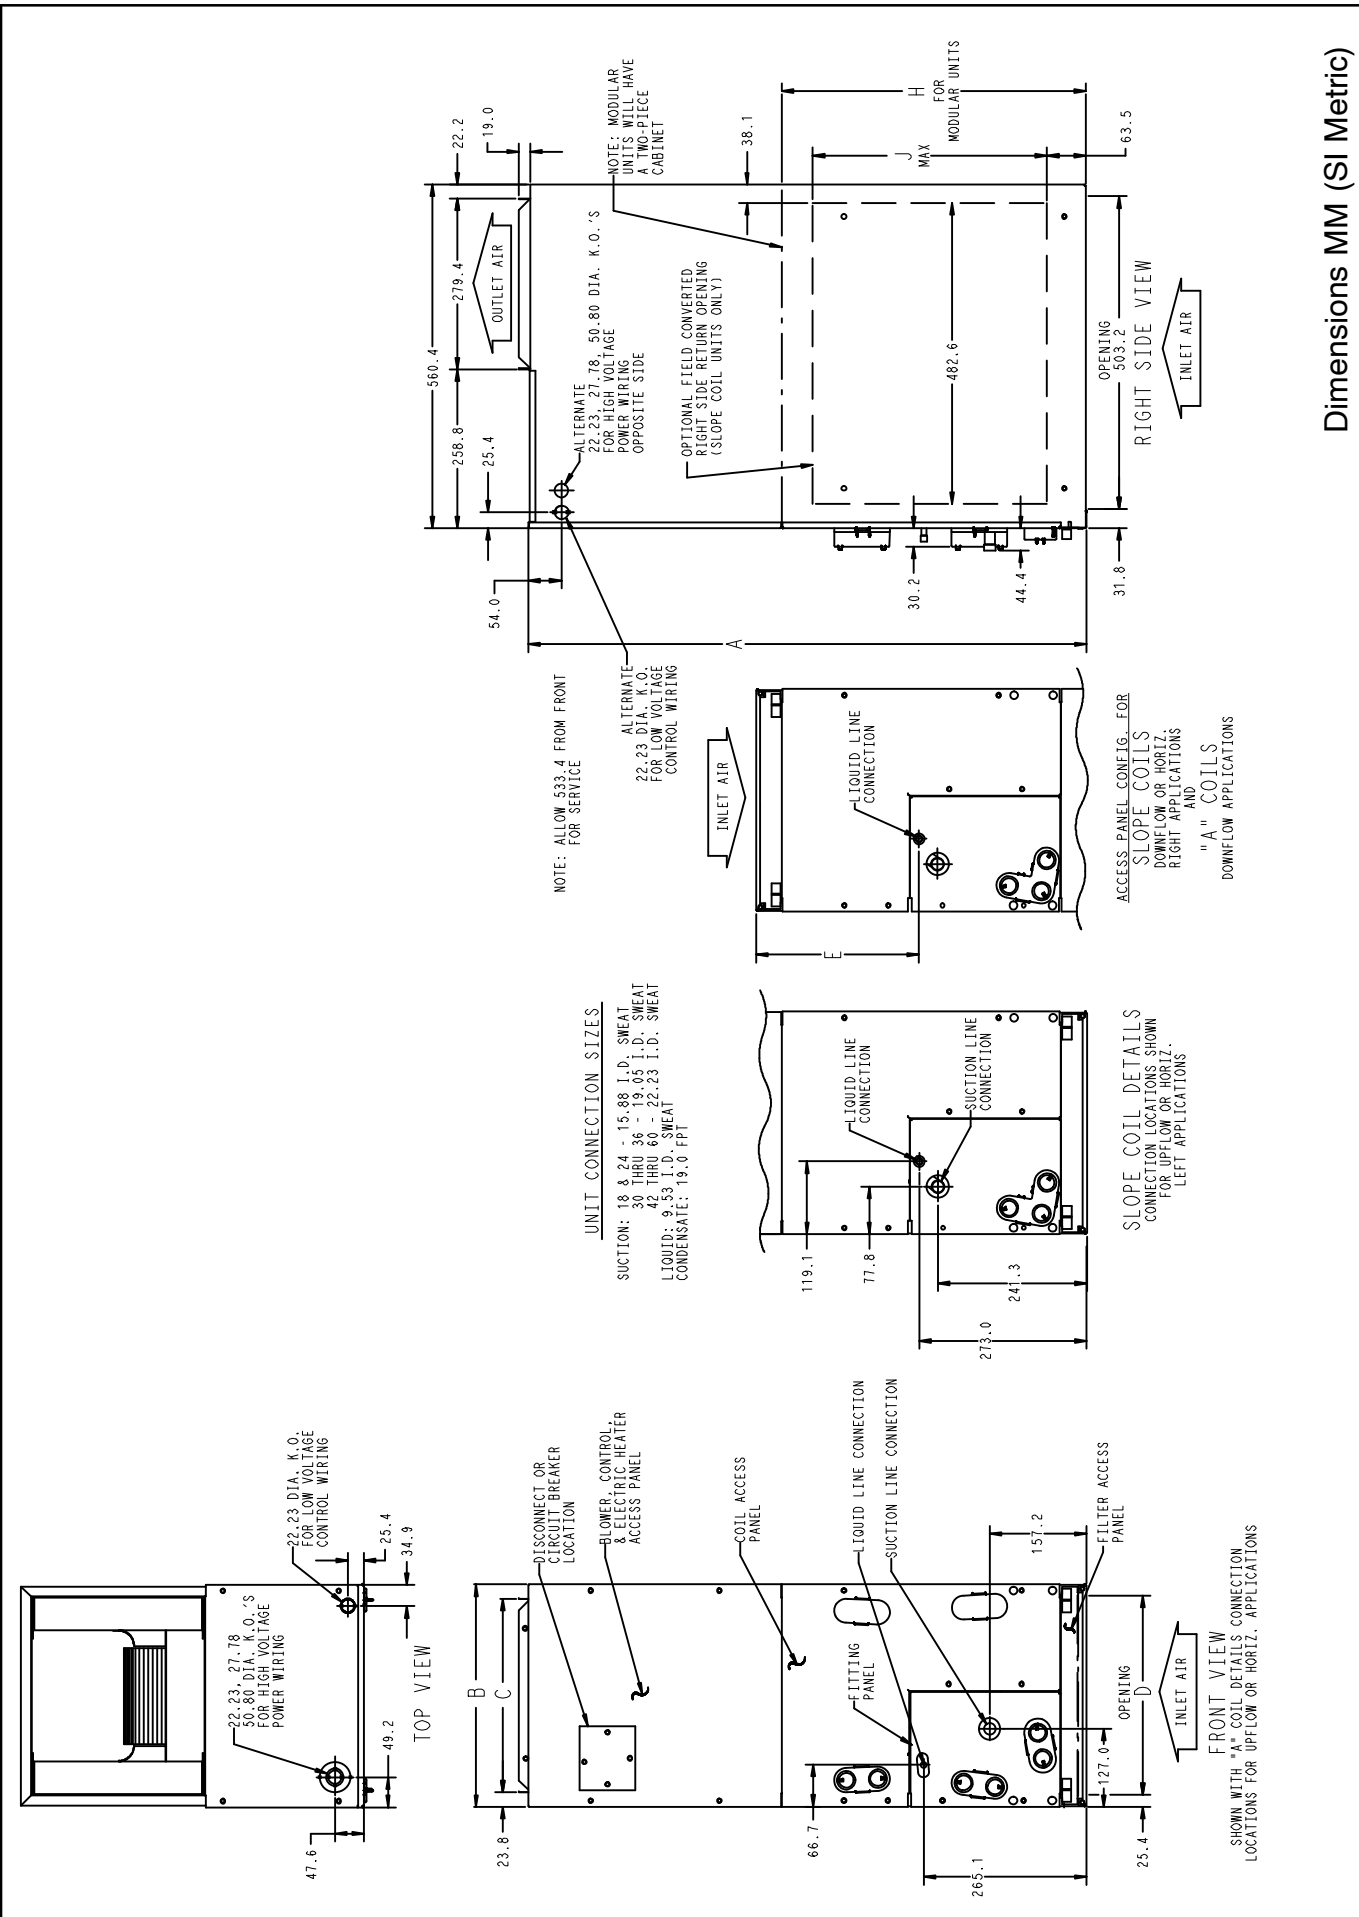 Dimensions MM (SI Metric)
22.23, 27.78
50.80 DIA. K.O.'S
FOR HIGH VOLTAGE
POWER WIRING
22.23 DIA. K.O.
FOR LOW VOLTAGE
CONTROL WIRING
47.6
49.2
25.4
34.9
TOP VIEW
B
C
23.8
DISCONNECT OR
CIRCUIT BREAKER
LOCATION
BLOWER, CONTROL,
& ELECTRIC HEATER
ACCESS PANEL
COIL ACCESS
PANEL
FITTING
PANEL
LIQUID LINE CONNECTION
SUCTION LINE CONNECTION
66.7
265.1
157.2
127.0
FILTER ACCESS
PANEL
OPENING
D
25.4
INLET AIR
FRONT VIEW
SHOWN WITH "A" COIL DETAILS CONNECTION
LOCATIONS FOR UPFLOW OR HORIZ. APPLICATIONS
UNIT CONNECTION SIZES
SUCTION: 18 & 24 - 15.88 I.D. SWEAT
30 THRU 36 - 19.05 I.D. SWEAT
42 THRU 60 - 22.23 I.D. SWEAT
LIQUID: 9.53 I.D. SWEAT
CONDENSATE: 19.0 FPT
119.1
77.8
241.3
273.0
LIQUID LINE
CONNECTION
SUCTION LINE
CONNECTION
SLOPE COIL DETAILS
CONNECTION LOCATIONS SHOWN
FOR UPFLOW OR HORIZ.
LEFT APPLICATIONS
NOTE: ALLOW 533.4 FROM FRONT
FOR SERVICE
INLET AIR
E
LIQUID LINE
CONNECTION
ACCESS PANEL CONFIG. FOR
SLOPE COILS
DOWNFLOW OR HORIZ.
RIGHT APPLICATIONS
AND
"A" COILS
DOWNFLOW APPLICATIONS
560.4
258.8
279.4
22.2
25.4
19.0
54.0
OUTLET AIR
ALTERNATE
22.23 DIA. K.O.
FOR LOW VOLTAGE
CONTROL WIRING
ALTERNATE
22.23, 27.78, 50.80 DIA. K.O.'S
FOR HIGH VOLTAGE
POWER WIRING
OPPOSITE SIDE
NOTE: MODULAR
UNITS WILL HAVE
A TWO-PIECE
CABINET
OPTIONAL FIELD CONVERTED
RIGHT SIDE RETURN OPENING
(SLOPE COIL UNITS ONLY)
A
38.1
H
FOR
MODULAR UNITS
J
MAX
482.6
30.2
44.4
31.8
63.5
OPENING
503.2
RIGHT SIDE VIEW
INLET AIR